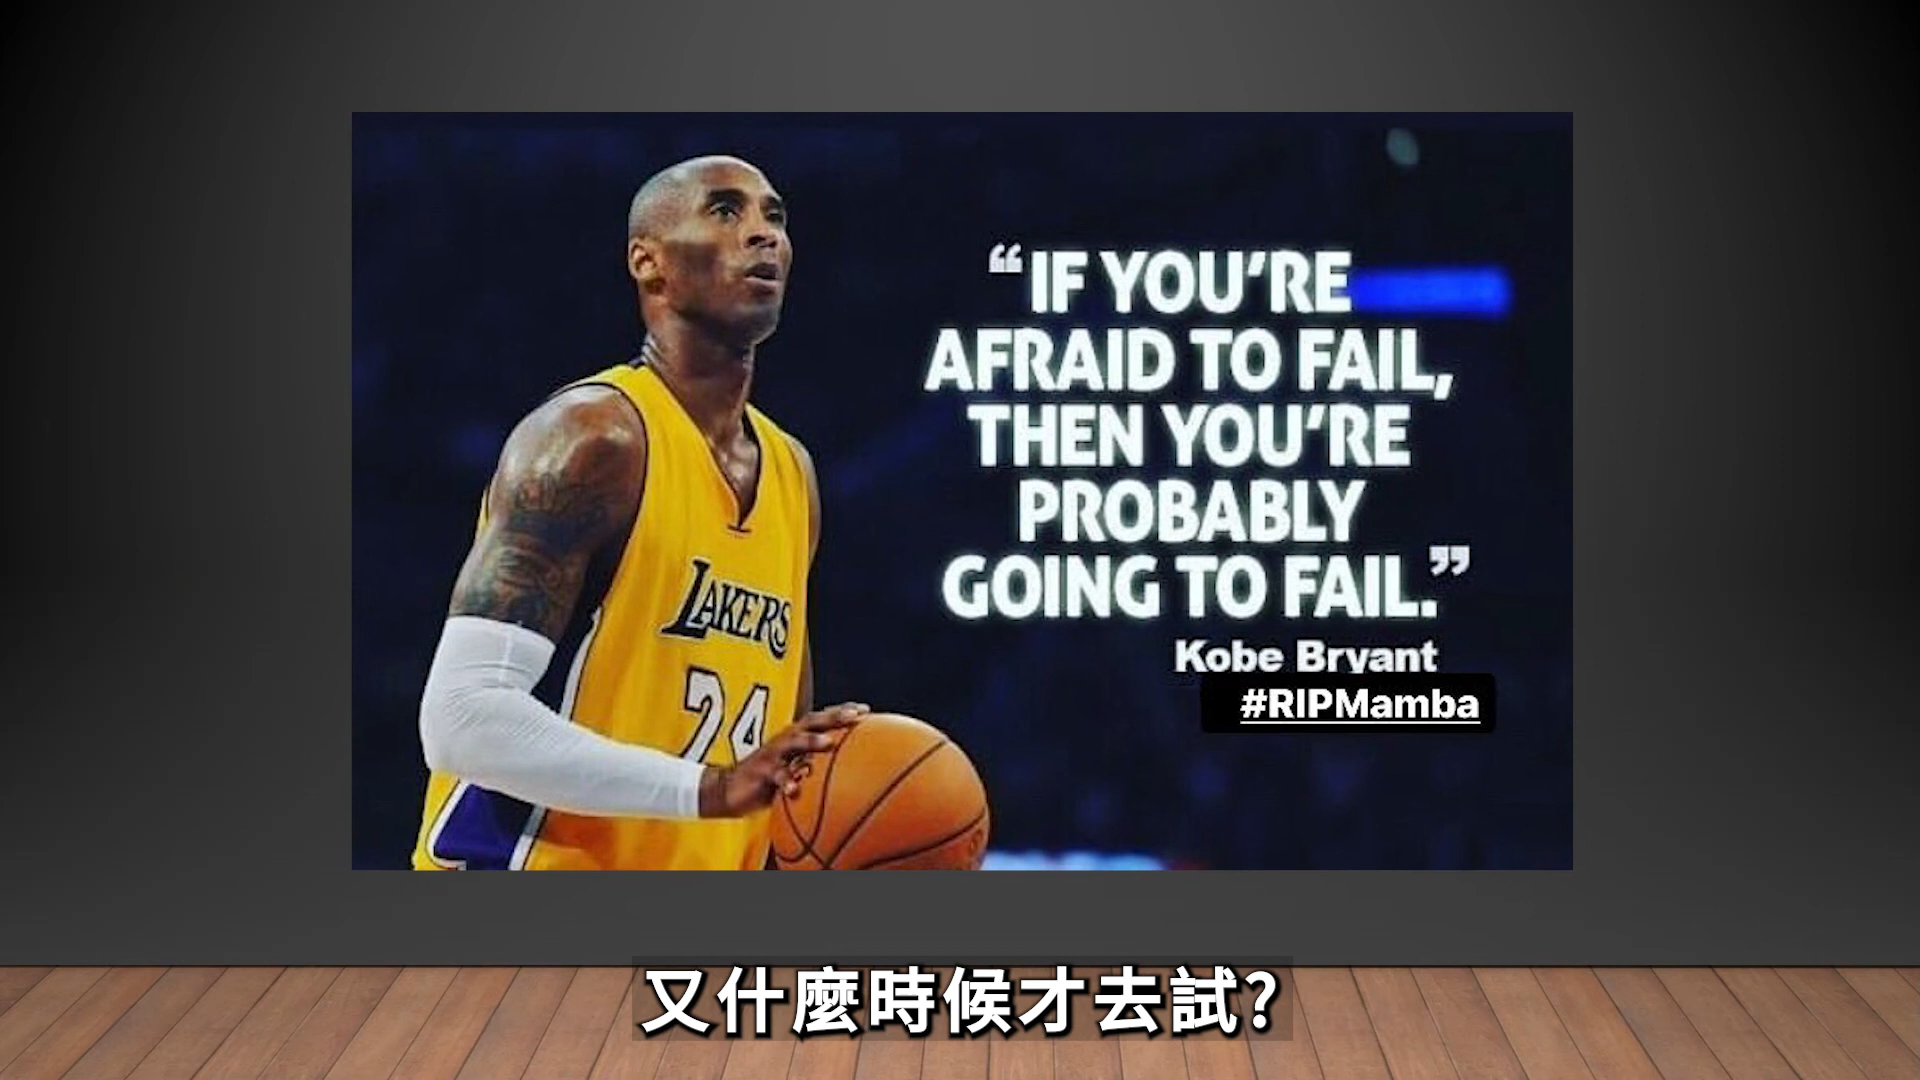 “IF YOU’RE
AFRAID TO FAIL,
THEN YOU’RE
PROBABLY
GOING TO FAIL.”
Kobe Bryant
#RIPMamba
LAKERS
24
又什麼時候才去試?